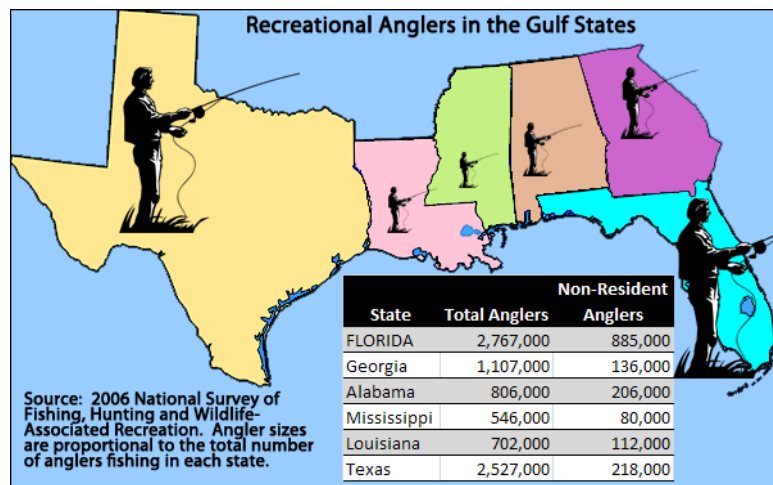 Recreational Anglers in the Gulf States
Non-Resident
State Total Anglers Anglers
FLORIDA 2,767,000 885,000
Georgia 1,107,000 136,000
Alabama 806,000 206,000
Mississippi 546,000 80,000
Louisiana 702,000 112,000
Texas 2,527,000 218,000
Source: 2006 National Survey of
Fishing, Hunting and Wildlife-
Associated Recreation. Angler sizes
are proportional to the total number
of anglers fishing in each state.